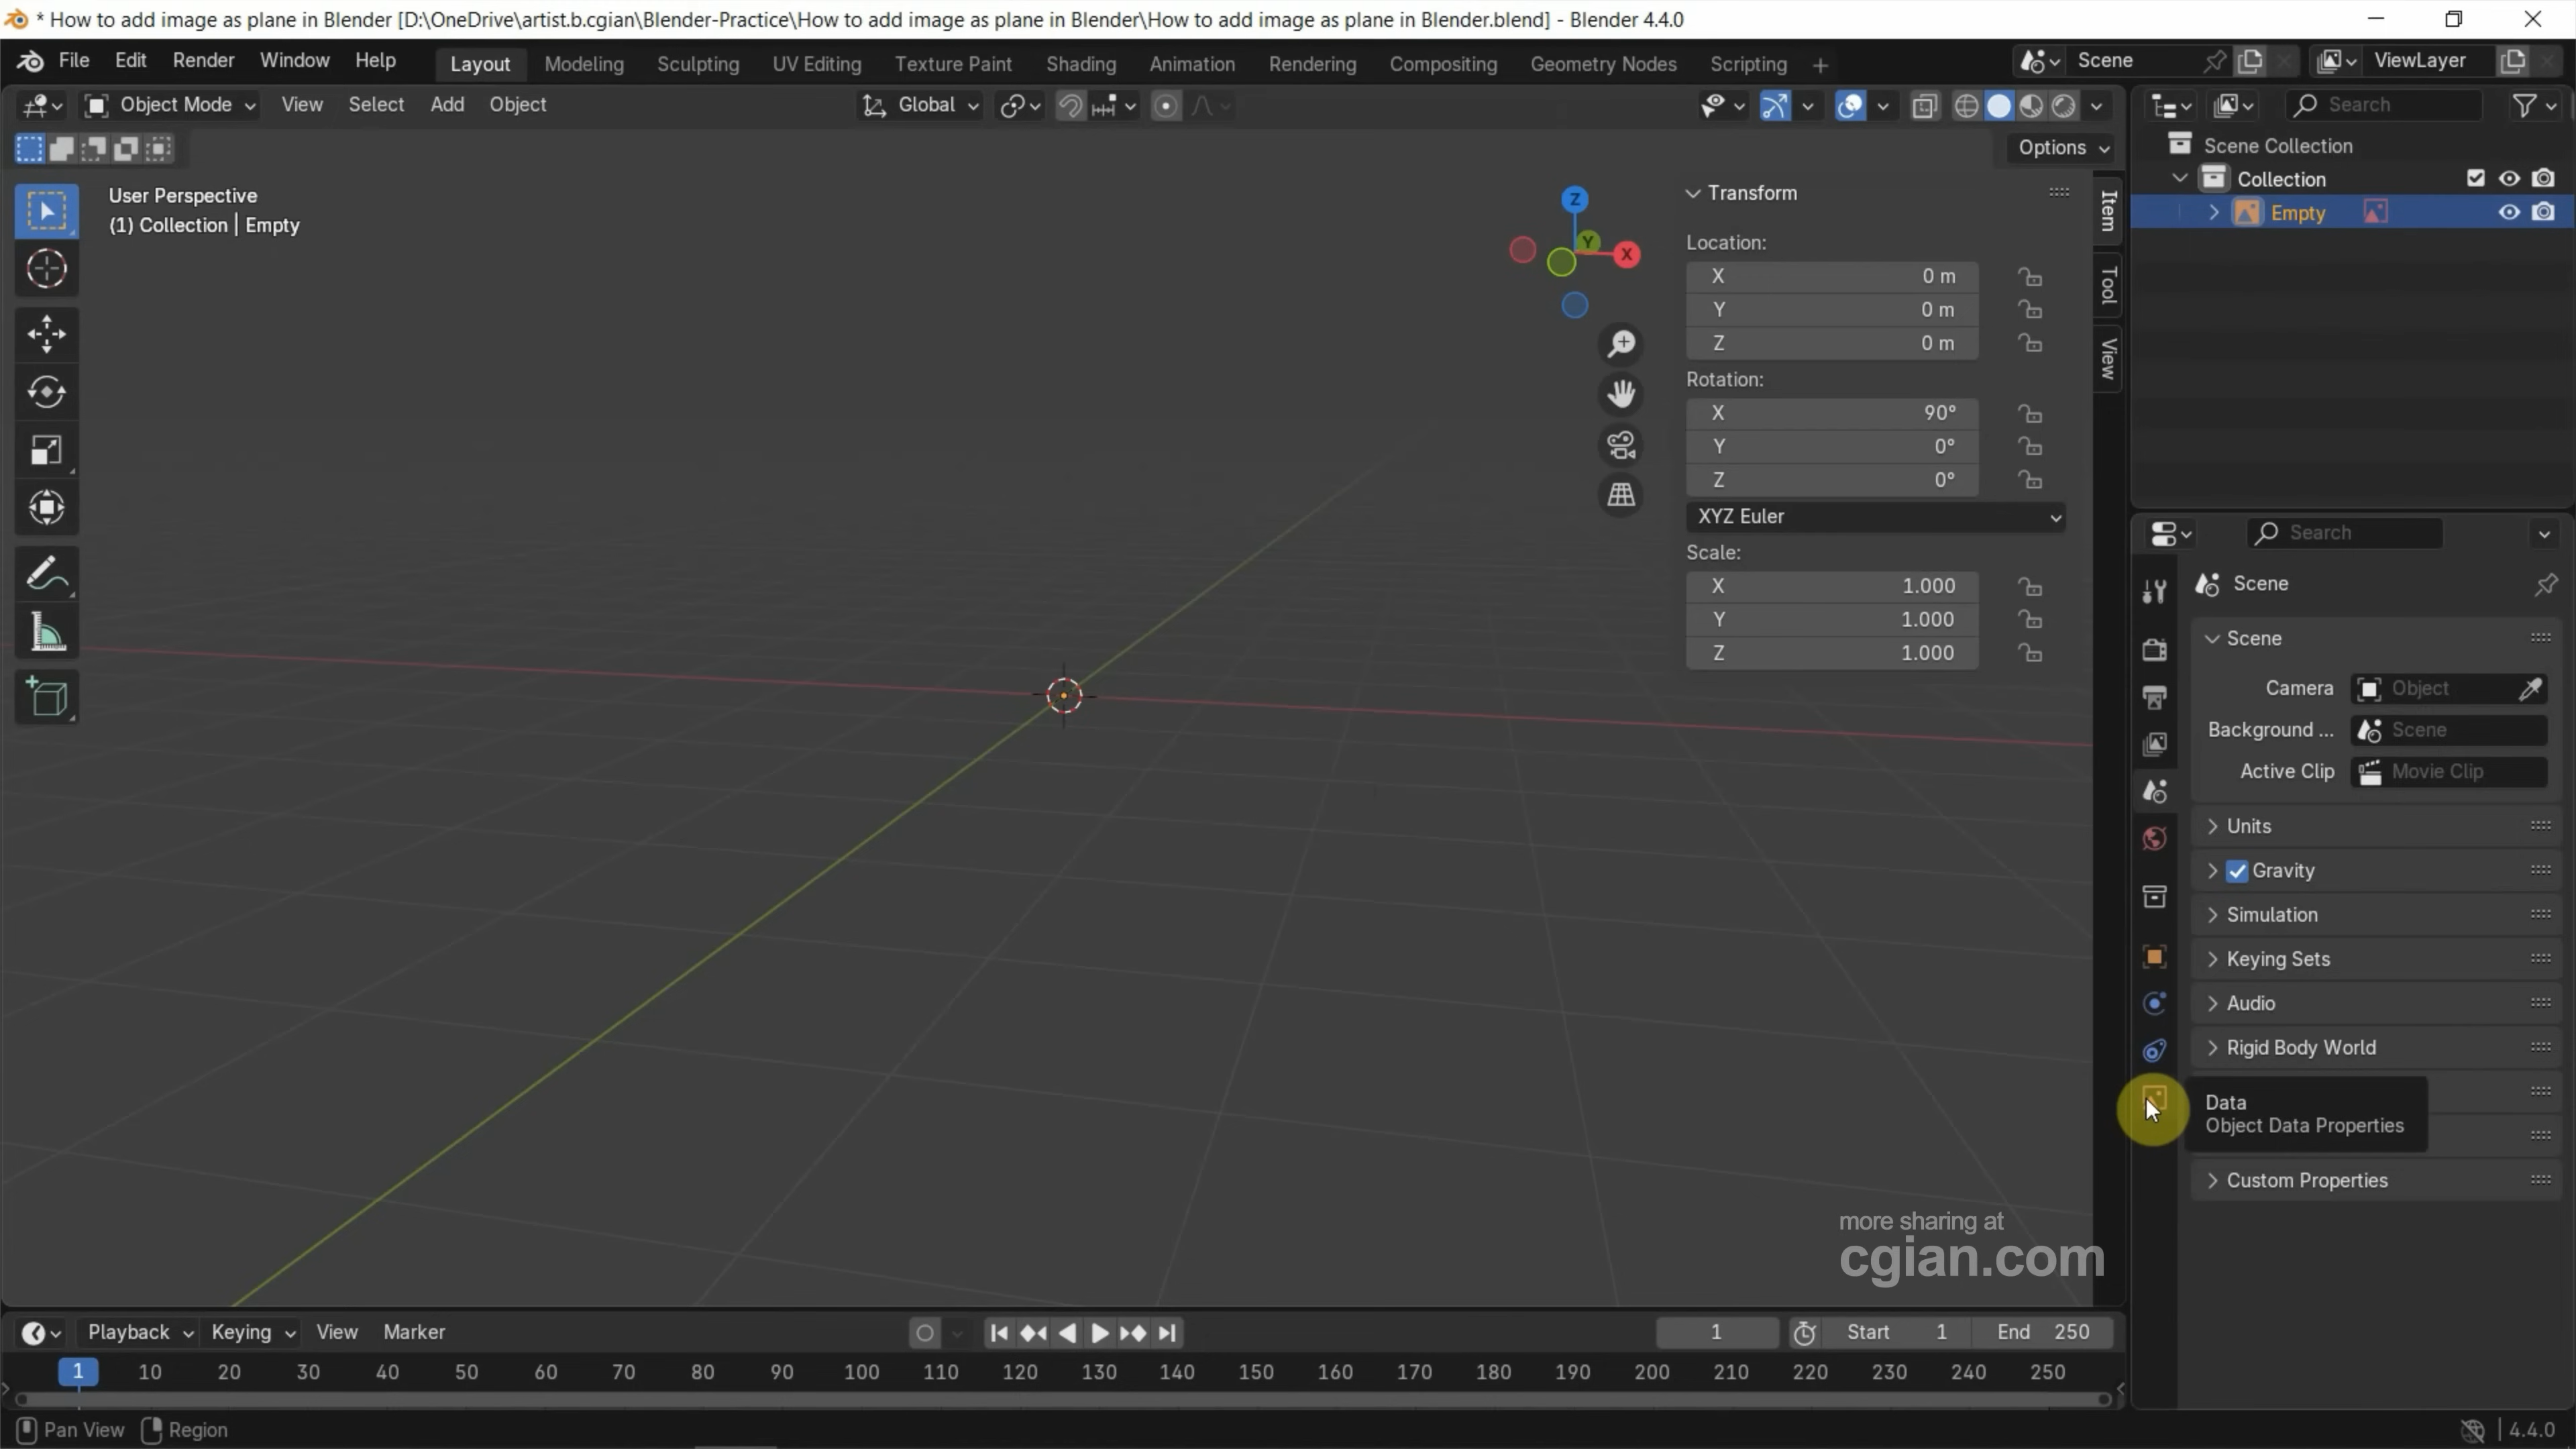 * How to add image as plane in Blender [D:\OneDrive\artist.b.cgian\Blender-Practice\How to add image as plane in Blender\How to add image as plane in Blender.blend] - Blender 4.4.0
File Edit Render Window Help Layout Modeling Sculpting UV Editing Texture Paint Shading Animation Rendering Compositing Geometry Nodes Scripting + Scene ViewLayer
Object Mode View Select Add Object Global Search
Options
User Perspective
(1) Collection | Empty
Z
Y
X
Transform
Location:
X 0 m
Y 0 m
Z 0 m
Rotation:
X 90°
Y 0°
Z 0°
XYZ Euler
Scale:
X 1.000
Y 1.000
Z 1.000
Item
Tool
View
Scene Collection
Collection
Empty
Search
Scene
Scene
Camera Object
Background ... Scene
Active Clip Movie Clip
Units
Gravity
Simulation
Keying Sets
Audio
Rigid Body World
Data
Object Data Properties
Custom Properties
more sharing at
cgian.com
Playback Keying View Marker 1 Start 1 End 250
1 10 20 30 40 50 60 70 80 90 100 110 120 130 140 150 160 170 180 190 200 210 220 230 240 250
Pan View Region 4.4.0